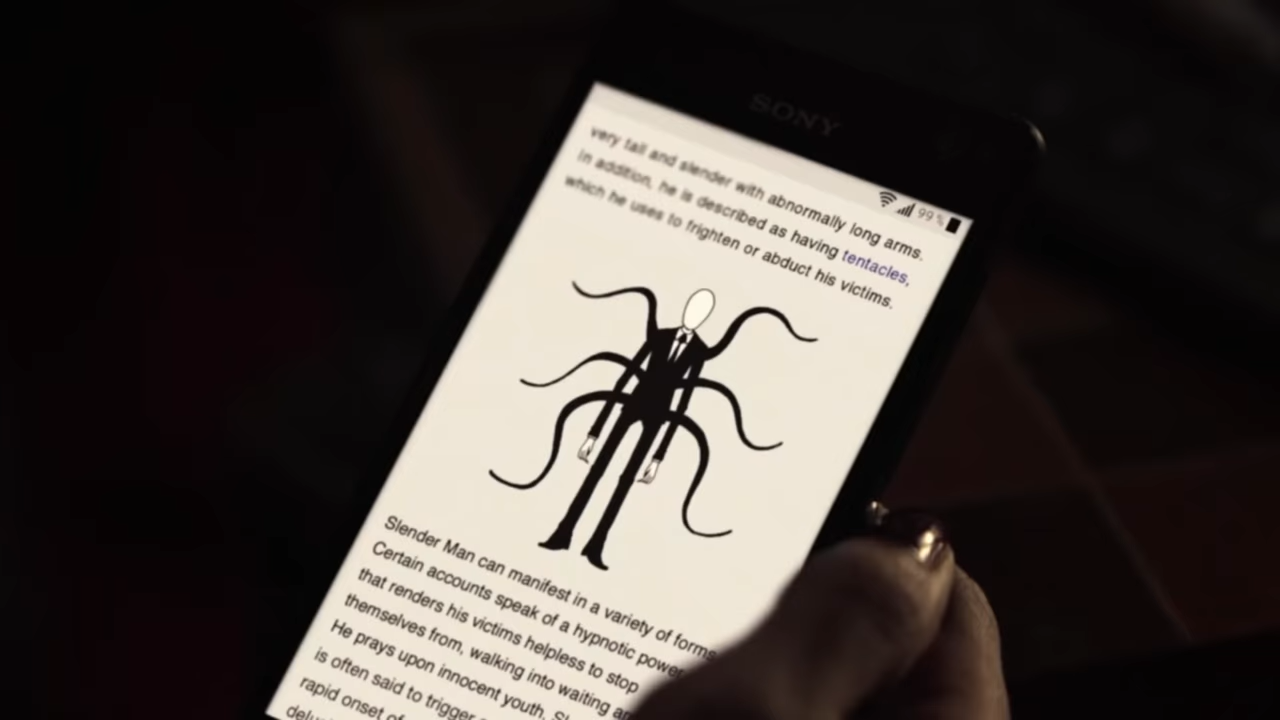 SONY
99%
very tall and slender with abnormally long arms.
In addition, he is described as having tentacles,
which he uses to frighten or abduct his victims.
Slender Man can manifest in a variety of forms
Certain accounts speak of a hypnotic power
that renders his victims helpless to stop
themselves from, walking into waiting
He prays upon innocent youth.
is often said to trigger
rapid onset of